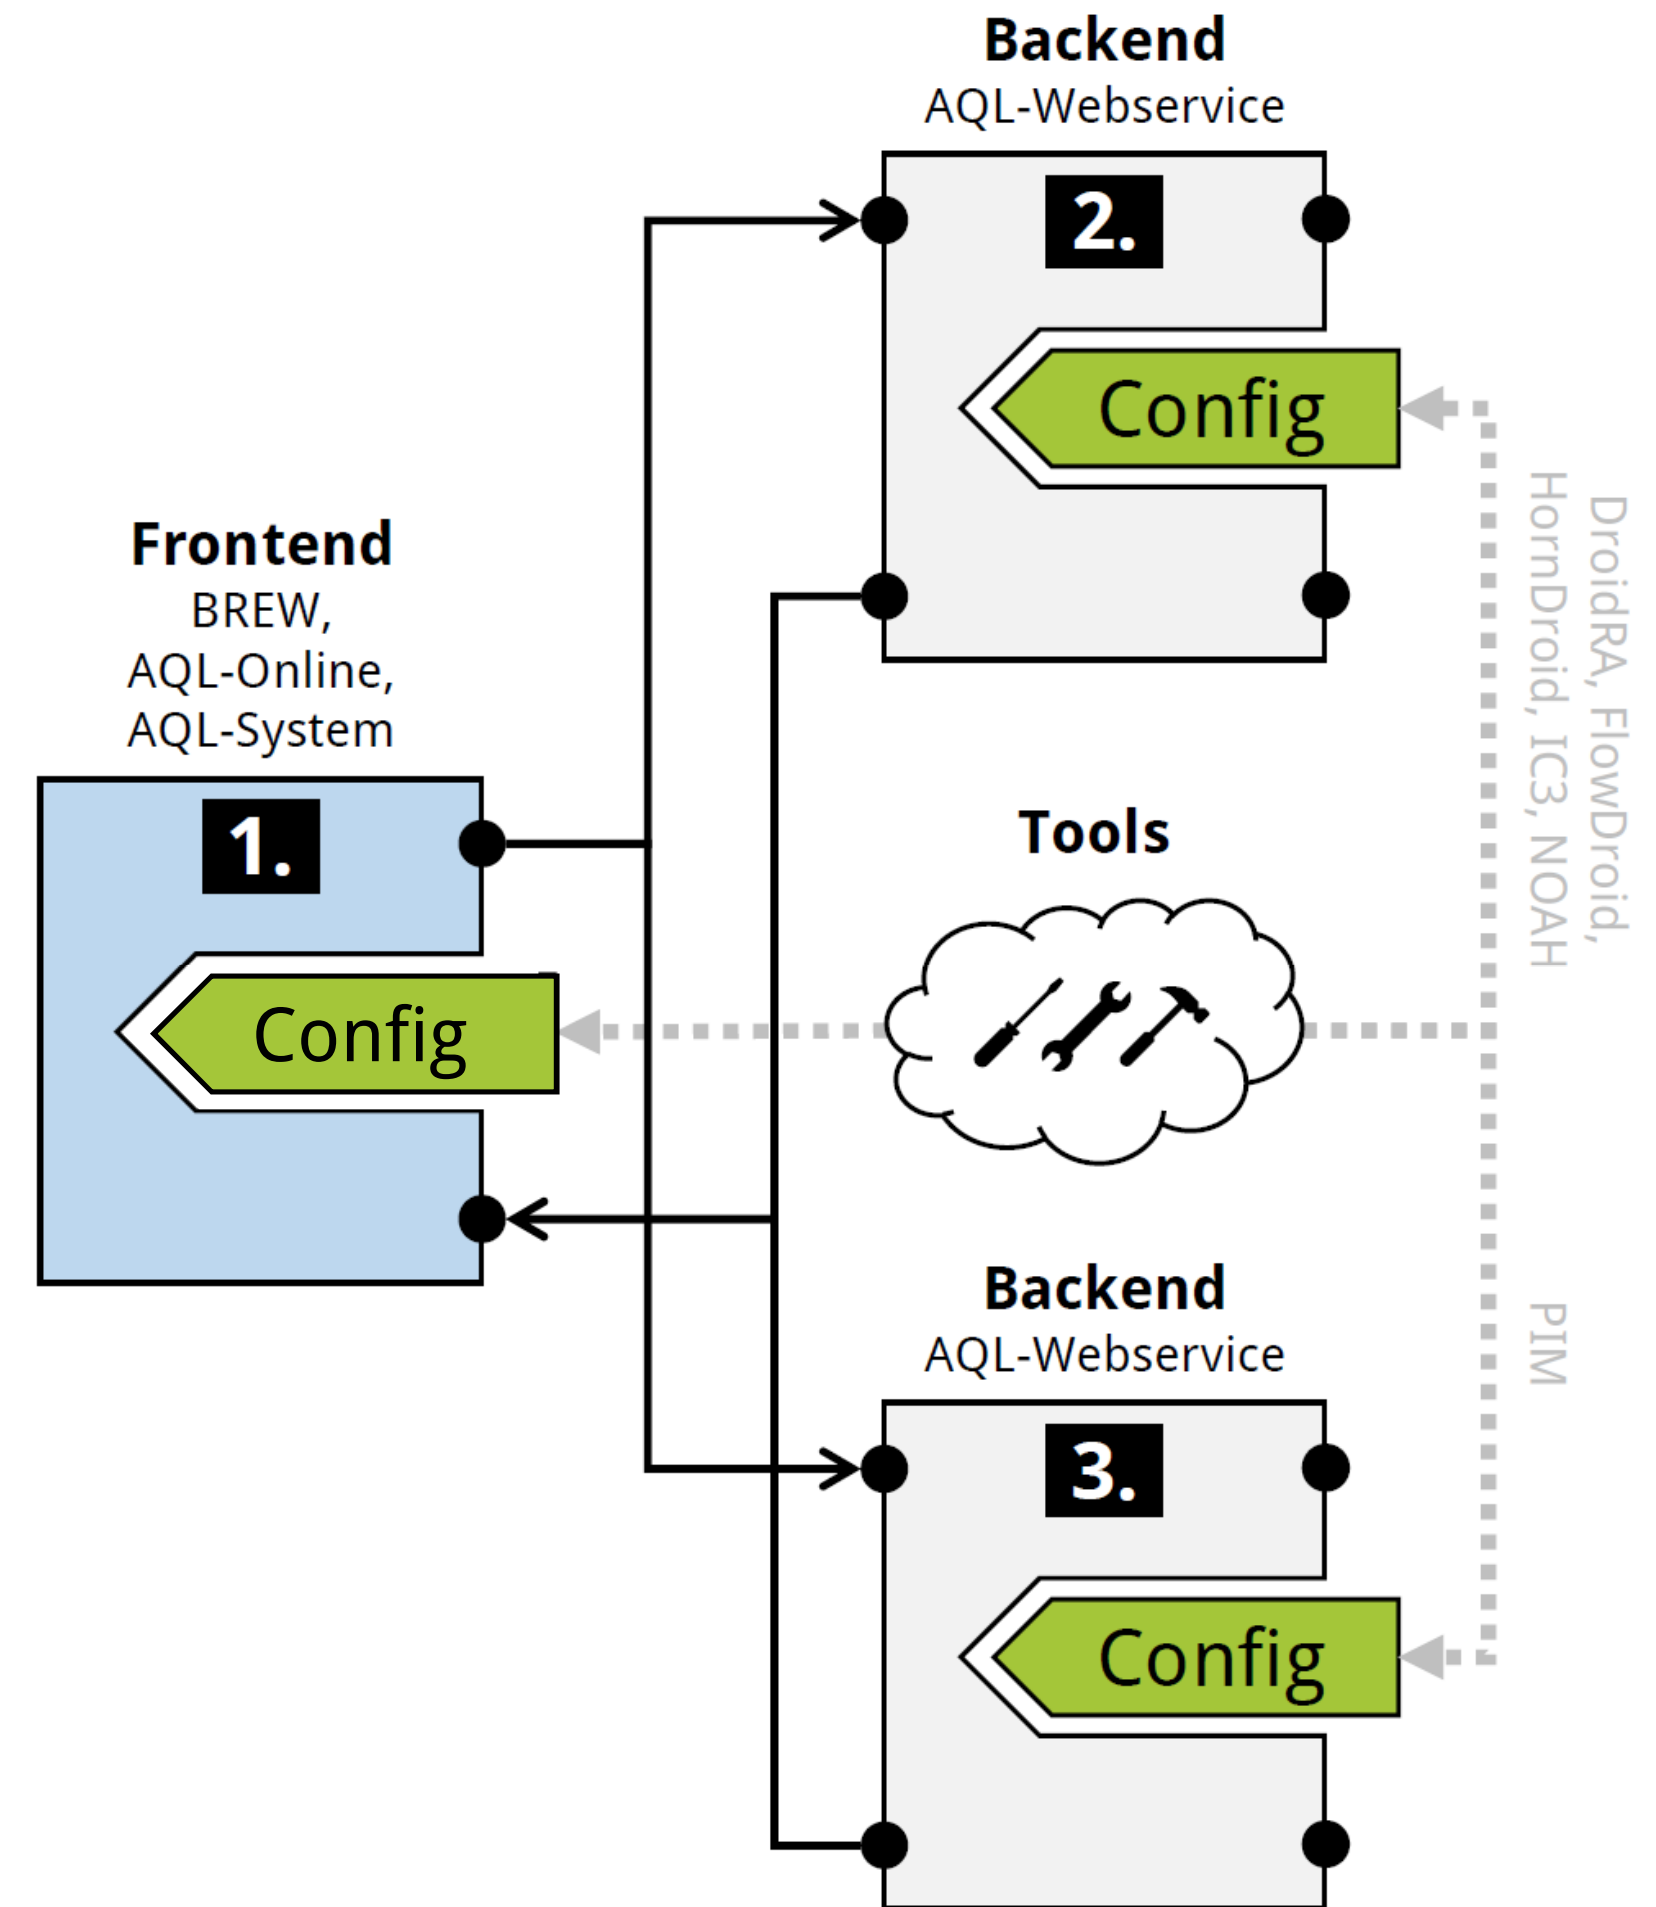 Backend
AQL-Webservice
2.
Config
Frontend
BREW,
AQL-Online,
AQL-System
1.
Config
DroidRA, FlowDroid,
HornDroid, IC3, NOAH
Tools
PIM
Backend
AQL-Webservice
3.
Config